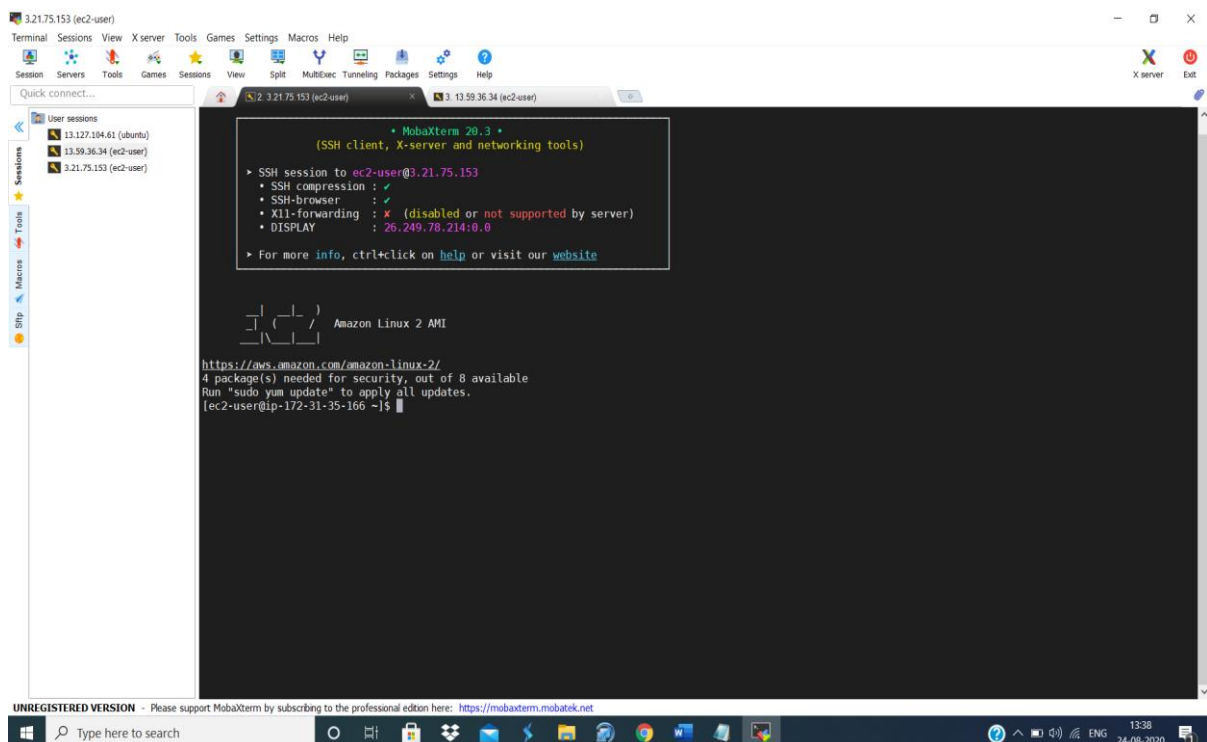 3.21.75.153 (ec2-user)
Terminal Sessions View X server Tools Games Settings Macros Help
Session Servers Tools Games Sessions View Split MultiExec Tunneling Packages Settings Help X server Exit
Quick connect...
2. 3.21.75.153 (ec2-user) 3. 13.59.36.34 (ec2-user)
User sessions
13.127.104.61 (ubuntu)
13.59.36.34 (ec2-user)
3.21.75.153 (ec2-user)
Sessions
Tools
Macros
Sftp
• MobaXterm 20.3 •
(SSH client, X-server and networking tools)
➤ SSH session to ec2-user@3.21.75.153
• SSH compression : ✔
• SSH-browser : ✔
• X11-forwarding : ✘ (disabled or not supported by server)
• DISPLAY : 26.249.78.214:0.0
➤ For more info, ctrl+click on help or visit our website
__| __|_ )
_| ( / Amazon Linux 2 AMI
___|\___|___|
https://aws.amazon.com/amazon-linux-2/
4 package(s) needed for security, out of 8 available
Run "sudo yum update" to apply all updates.
[ec2-user@ip-172-31-35-166 ~]$
UNREGISTERED VERSION - Please support MobaXterm by subscribing to the professional edition here: https://mobaxterm.mobatek.net
Type here to search
ENG
13:38
24-08-2020